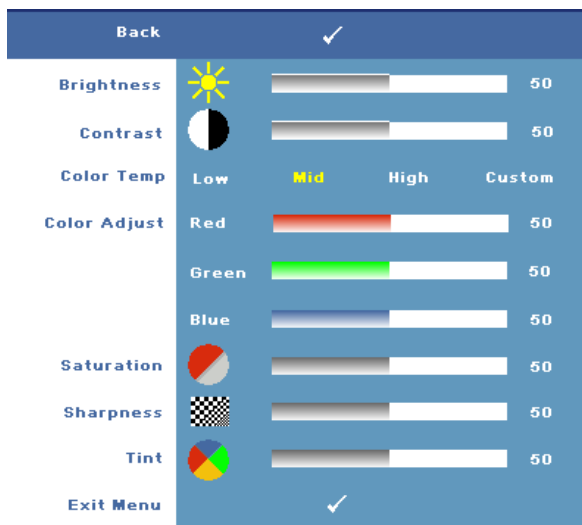 Back
Brightness 50
Contrast 50
Color Temp Low Mid High Custom
Color Adjust Red 50
Green 50
Blue 50
Saturation 50
Sharpness 50
Tint 50
Exit Menu